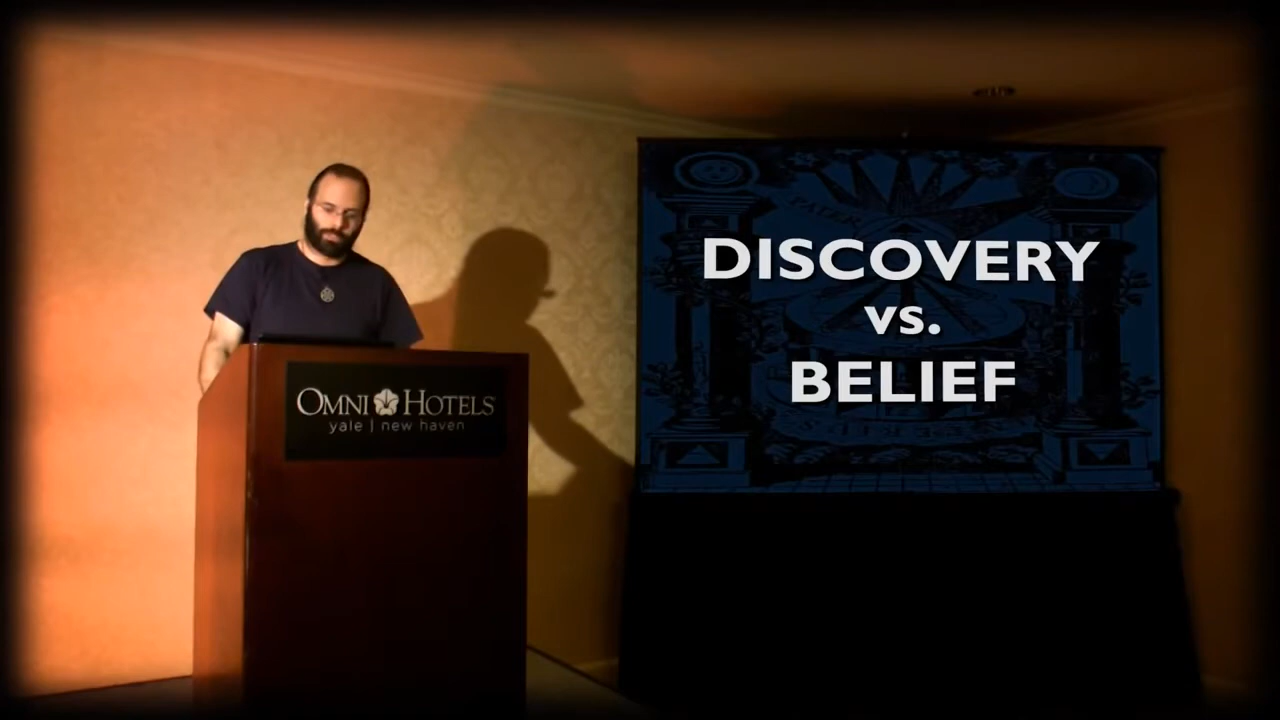 OMNI HOTELS
yale | new haven
DISCOVERY
vs.
BELIEF